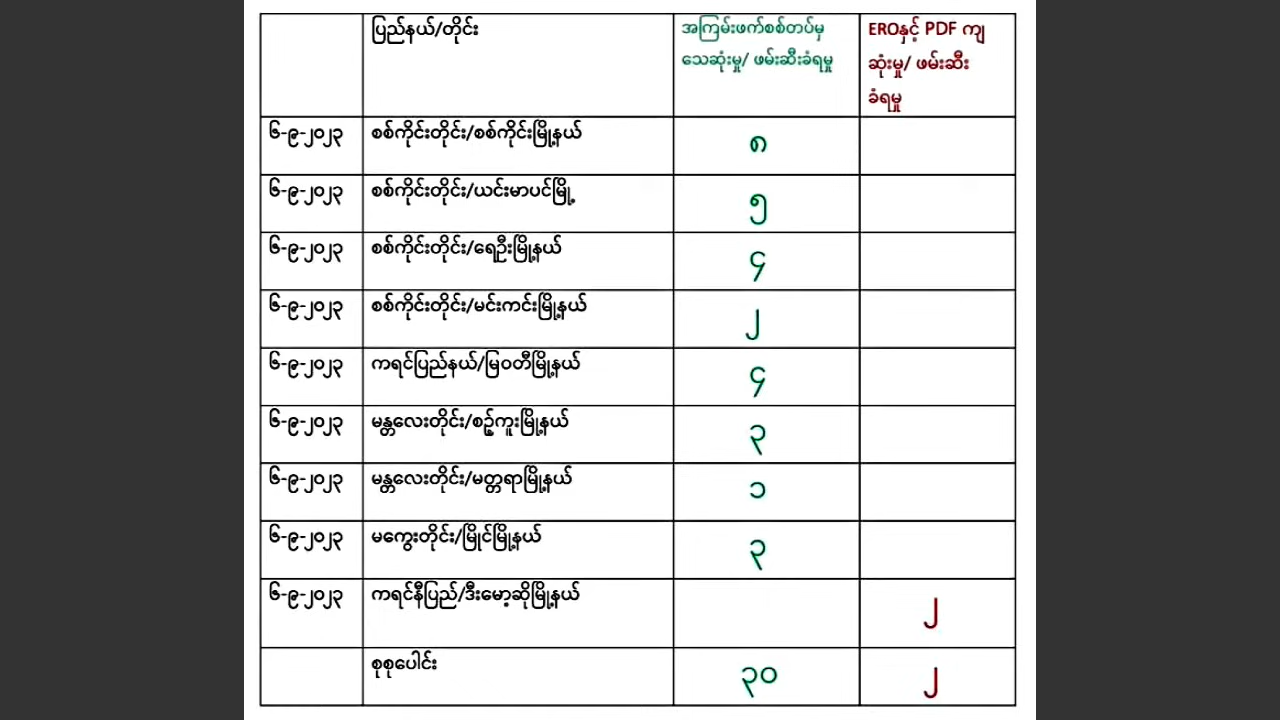 ပြည်နယ်/တိုင်း
အကြမ်းဖက်စစ်တပ်မှ
သေဆုံးမှု/ ဖမ်းဆီးခံရမှု
EROနှင့် PDF ကျ
ဆုံးမှု/ ဖမ်းဆီး
ခံရမှု
၆-၉-၂၀၂၃ စစ်ကိုင်းတိုင်း/စစ်ကိုင်းမြို့နယ် ၈
၆-၉-၂၀၂၃ စစ်ကိုင်းတိုင်း/ယင်းမာပင်မြို့ ၅
၆-၉-၂၀၂၃ စစ်ကိုင်းတိုင်း/ရေဦးမြို့နယ် ၄
၆-၉-၂၀၂၃ စစ်ကိုင်းတိုင်း/မင်းကင်းမြို့နယ် ၂
၆-၉-၂၀၂၃ ကရင်ပြည်နယ်/မြဝတီမြို့နယ် ၄
၆-၉-၂၀၂၃ မန္တလေးတိုင်း/စဉ့်ကူးမြို့နယ် ၃
၆-၉-၂၀၂၃ မန္တလေးတိုင်း/မတ္တရာမြို့နယ် ၁
၆-၉-၂၀၂၃ မကွေးတိုင်း/မြိုင်မြို့နယ် ၃
၆-၉-၂၀၂၃ ကရင်နီပြည်/ဒီးမော့ဆိုမြို့နယ် ၂
စုစုပေါင်း ၃၀ ၂